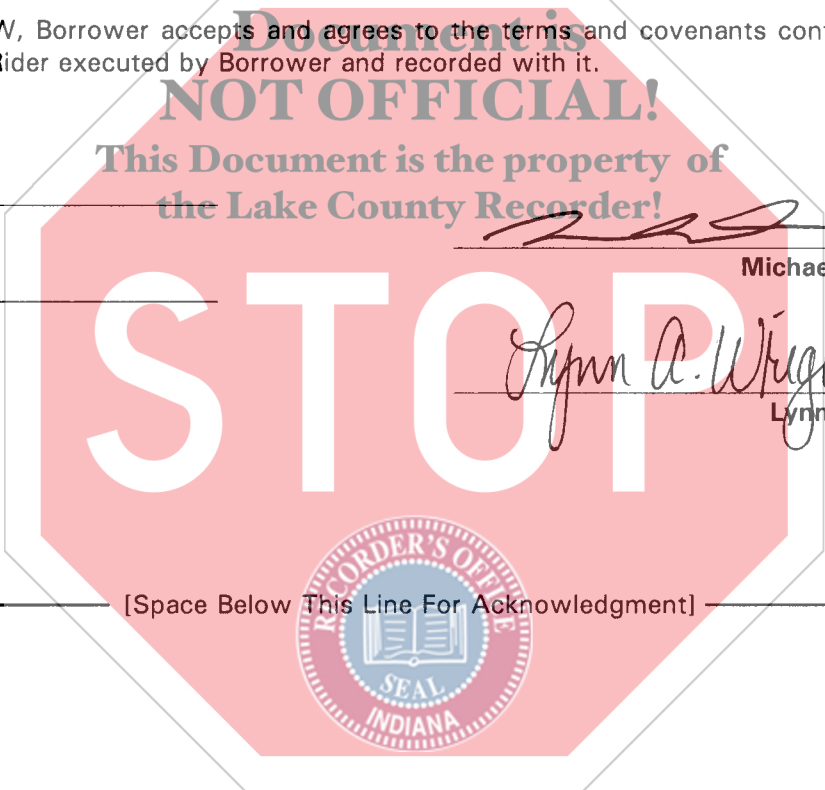 Document is
W, Borrower accepts and agrees to the terms and covenants cont
Rider executed by Borrower and recorded with it.
NOT OFFICIAL!
This Document is the property of
the Lake County Recorder!
Michae
STOP
Lynn A. Wrig
Lynn
RECORDER'S OFFICE
[Space Below This Line For Acknowledgment]
SEAL
INDIANA